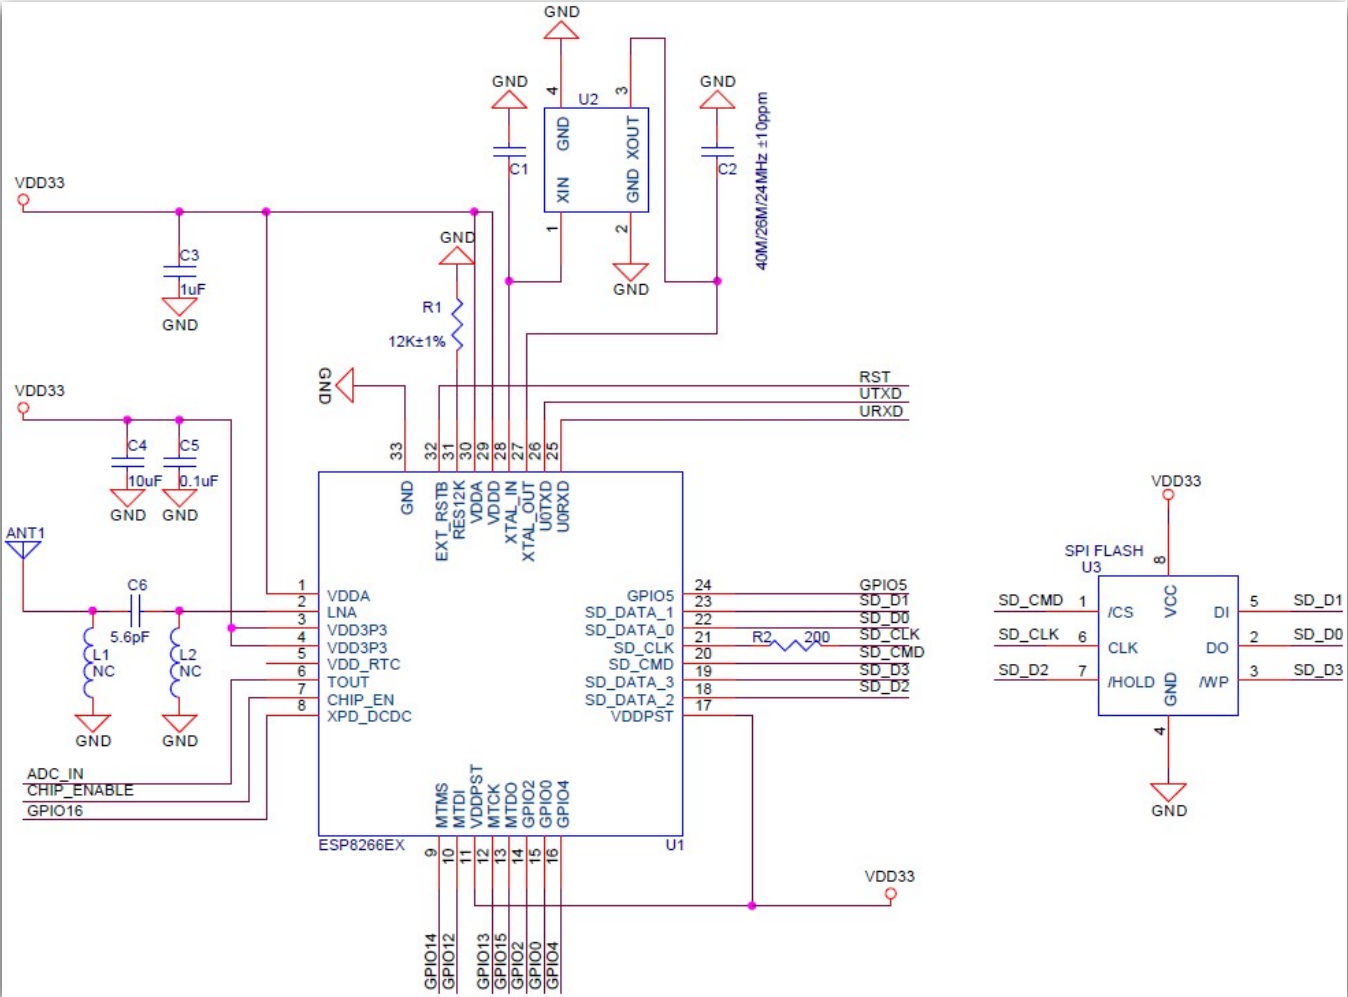 GND
GND
GND
4
U2
3
GND
XOUT
XIN
GND
1
2
C1
C2
40M/26M/24MHz ±10ppm
GND
VDD33
C3
1uF
GND
GND
R1
12K±1%
GND
VDD33
C4
10uF
GND
C5
0.1uF
GND
RST
UTXD
URXD
33
32
31
30
29
28
27
26
25
GND
EXT_RSTB
RES12K
VDDA
VDDD
XTAL_IN
XTAL_OUT
U0TXD
U0RXD
ANT1
C6
5.6pF
L1
NC
GND
L2
NC
GND
1
2
3
4
5
6
7
8
VDDA
LNA
VDD3P3
VDD3P3
VDD_RTC
TOUT
CHIP_EN
XPD_DCDC
ADC_IN
CHIP_ENABLE
GPIO16
GPIO5
SD_DATA_1
SD_DATA_0
SD_CLK
SD_CMD
SD_DATA_3
SD_DATA_2
VDDPST
24
23
22
21
20
19
18
17
R2
200
GPIO5
SD_D1
SD_D0
SD_CLK
SD_CMD
SD_D3
SD_D2
MTMS
MTDI
VDDPST
MTCK
MTDO
GPIO2
GPIO0
GPIO4
ESP8266EX
U1
9
10
11
12
13
14
15
16
GPIO14
GPIO12
GPIO13
GPIO15
GPIO2
GPIO0
GPIO4
VDD33
VDD33
SPI FLASH
U3
8
VCC
SD_CMD
1
/CS
DI
5
SD_D1
SD_CLK
6
CLK
DO
2
SD_D0
SD_D2
7
/HOLD
/WP
3
SD_D3
GND
4
GND